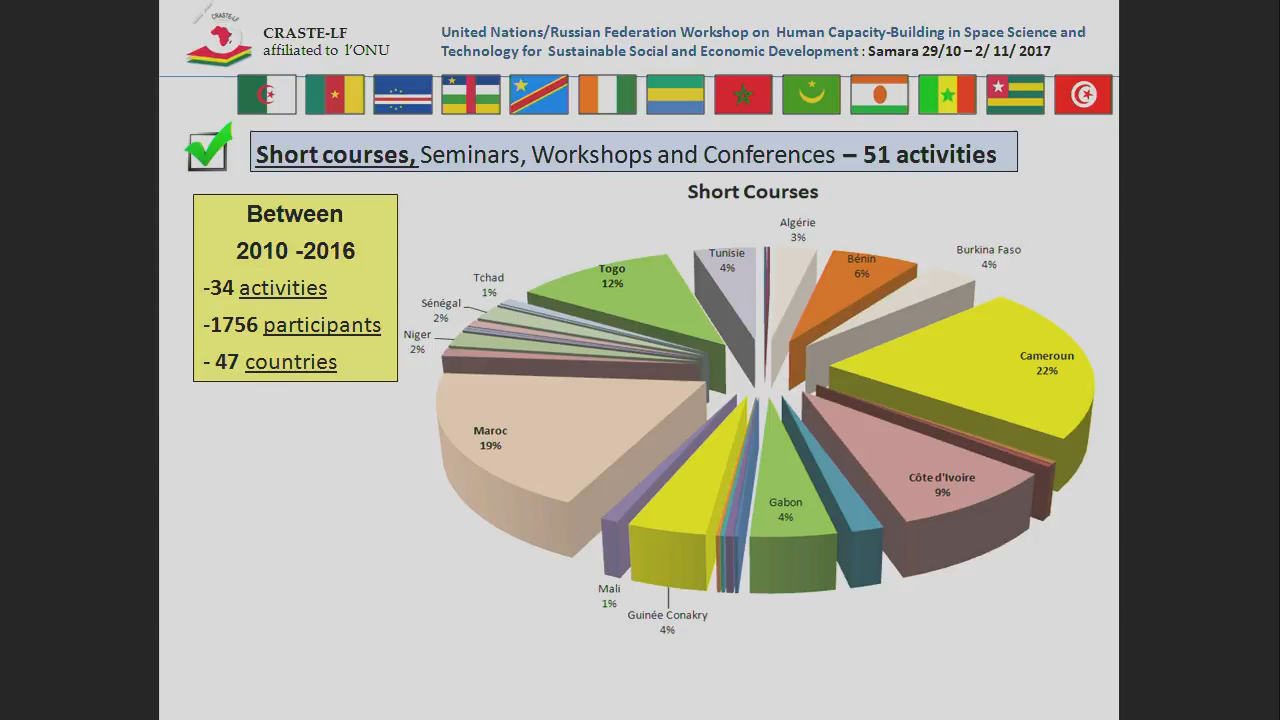 CRASTE-LF
CRASTE-LF
affiliated to l'ONU
United Nations/Russian Federation Workshop on Human Capacity-Building in Space Science and
Technology for Sustainable Social and Economic Development : Samara 29/10 – 2/ 11/ 2017
Short courses, Seminars, Workshops and Conferences – 51 activities
Between
2010 -2016
-34 activities
-1756 participants
- 47 countries
Short Courses
Algérie
3%
Bénin
6%
Burkina Faso
4%
Cameroun
22%
Côte d'Ivoire
9%
Gabon
4%
Guinée Conakry
4%
Mali
1%
Maroc
19%
Niger
2%
Sénégal
2%
Tchad
1%
Togo
12%
Tunisie
4%